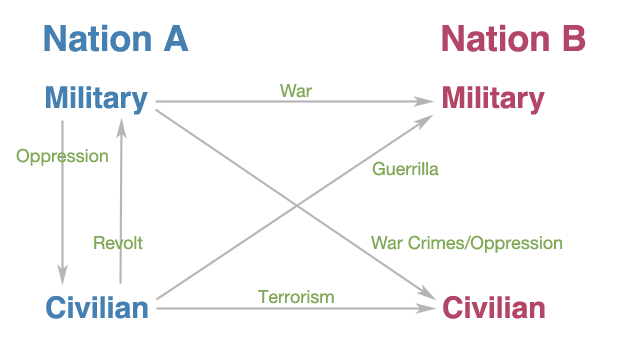 Nation A
Nation B
Military
War
Military
Oppression
Guerrilla
Revolt
War Crimes/Oppression
Civilian
Terrorism
Civilian